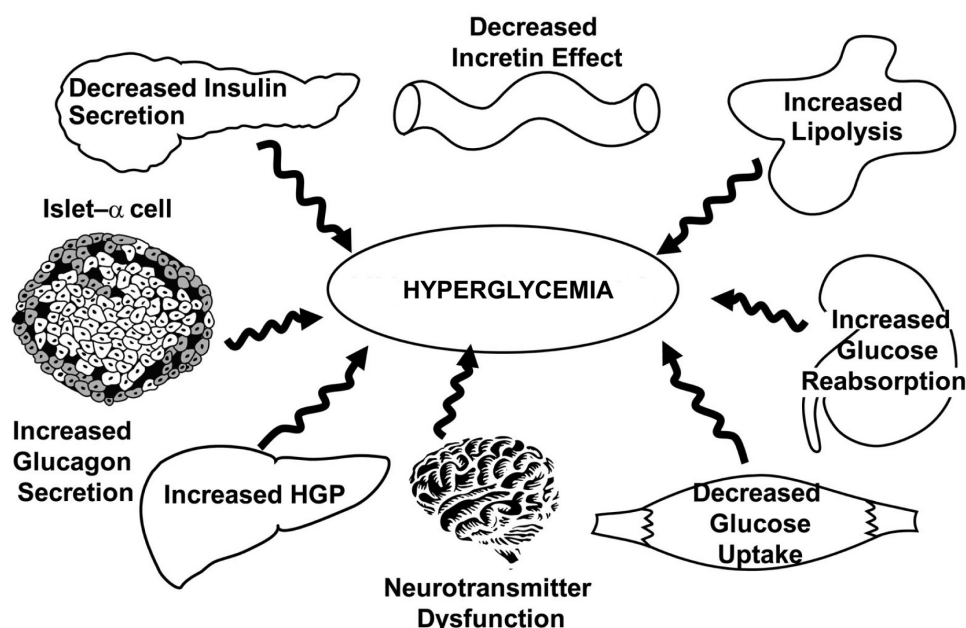 Decreased
Incretin Effect
Decreased Insulin
Secretion
Increased
Lipolysis
Islet–α cell
HYPERGLYCEMIA
Increased
Glucose
Reabsorption
Increased
Glucagon
Secretion
Increased HGP
Decreased
Glucose
Uptake
Neurotransmitter
Dysfunction